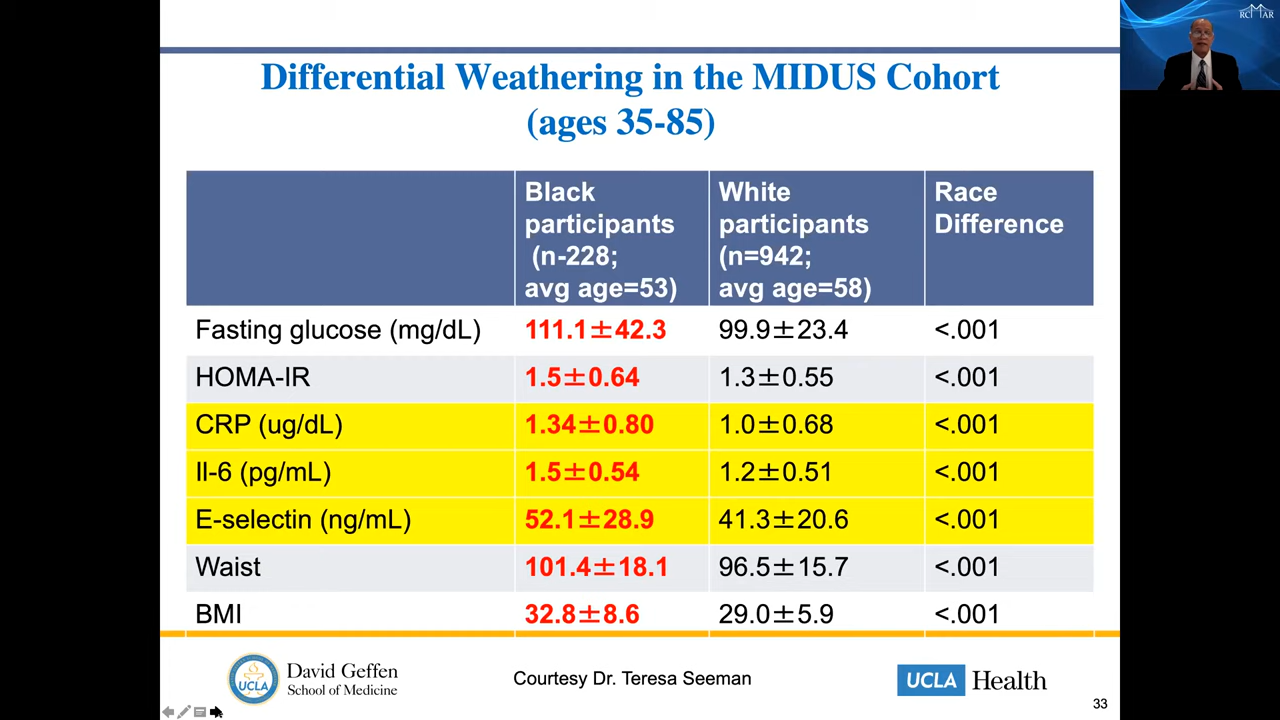 RCMAR
Differential Weathering in the MIDUS Cohort
(ages 35-85)
Black participants (n-228; avg age=53) White participants (n=942; avg age=58) Race Difference
Fasting glucose (mg/dL) 111.1±42.3 99.9±23.4 <.001
HOMA-IR 1.5±0.64 1.3±0.55 <.001
CRP (ug/dL) 1.34±0.80 1.0±0.68 <.001
Il-6 (pg/mL) 1.5±0.54 1.2±0.51 <.001
E-selectin (ng/mL) 52.1±28.9 41.3±20.6 <.001
Waist 101.4±18.1 96.5±15.7 <.001
BMI 32.8±8.6 29.0±5.9 <.001
UCLA
David Geffen
School of Medicine
Courtesy Dr. Teresa Seeman
UCLA Health
33